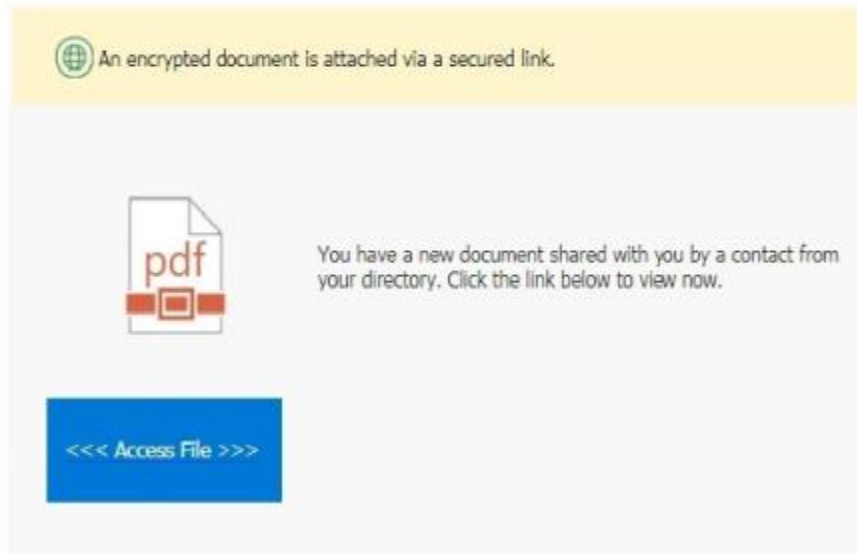 An encrypted document is attached via a secured link.
pdf
You have a new document shared with you by a contact from
your directory. Click the link below to view now.
<<< Access File >>>